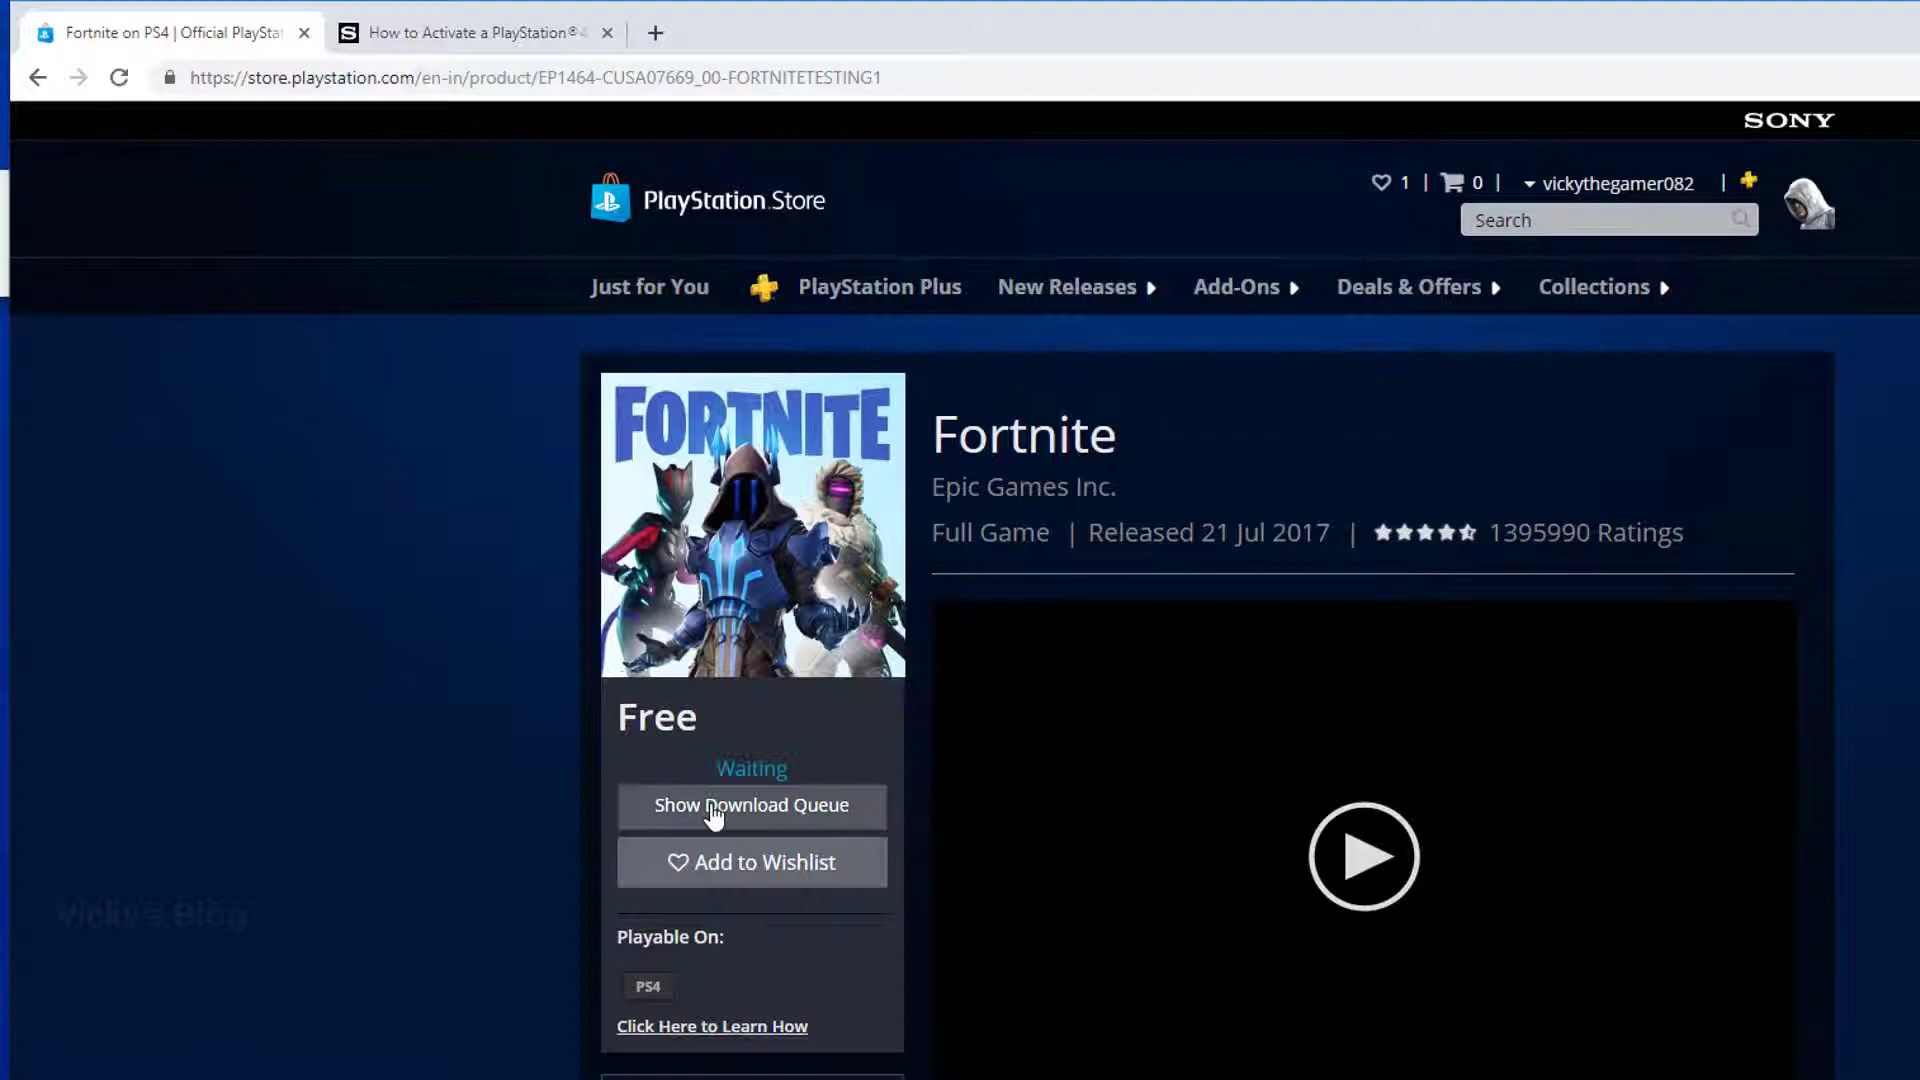 Fortnite on PS4 | Official PlaySta
How to Activate a PlayStation®4
https://store.playstation.com/en-in/product/EP1464-CUSA07669_00-FORTNITETESTING1
SONY
PlayStation Store
1 | 0 | vickythegamer082 |
Search
Just for You
PlayStation Plus
New Releases
Add-Ons
Deals & Offers
Collections
FORTNITE
Fortnite
Epic Games Inc.
Full Game | Released 21 Jul 2017 | 1395990 Ratings
Free
Waiting
Show Download Queue
Add to Wishlist
Playable On:
PS4
Click Here to Learn How
Vicky's Blog